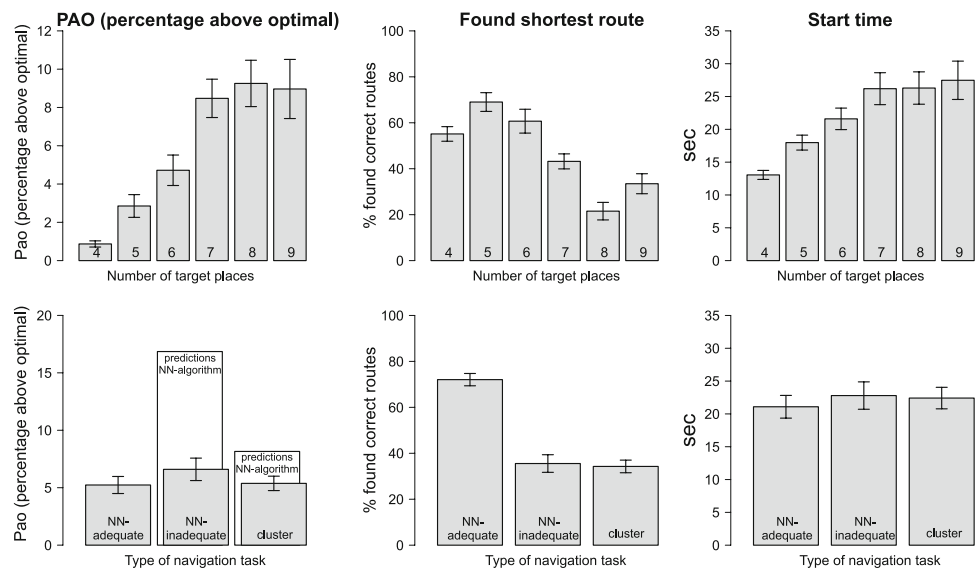 PAO (percentage above optimal)
Pao (percentage above optimal)
12
10
8
6
4
2
0
4 5 6 7 8 9
Number of target places
Found shortest route
% found correct routes
100
80
60
40
20
0
4 5 6 7 8 9
Number of target places
Start time
sec
35
30
25
20
15
10
5
0
4 5 6 7 8 9
Number of target places
Pao (percentage above optimal)
20
15
10
5
0
predictions
NN-algorithm
predictions
NN-algorithm
NN-
adequate
NN-
inadequate
cluster
Type of navigation task
% found correct routes
100
80
60
40
20
0
NN-
adequate
NN-
inadequate
cluster
Type of navigation task
sec
35
30
25
20
15
10
5
0
NN-
adequate
NN-
inadequate
cluster
Type of navigation task